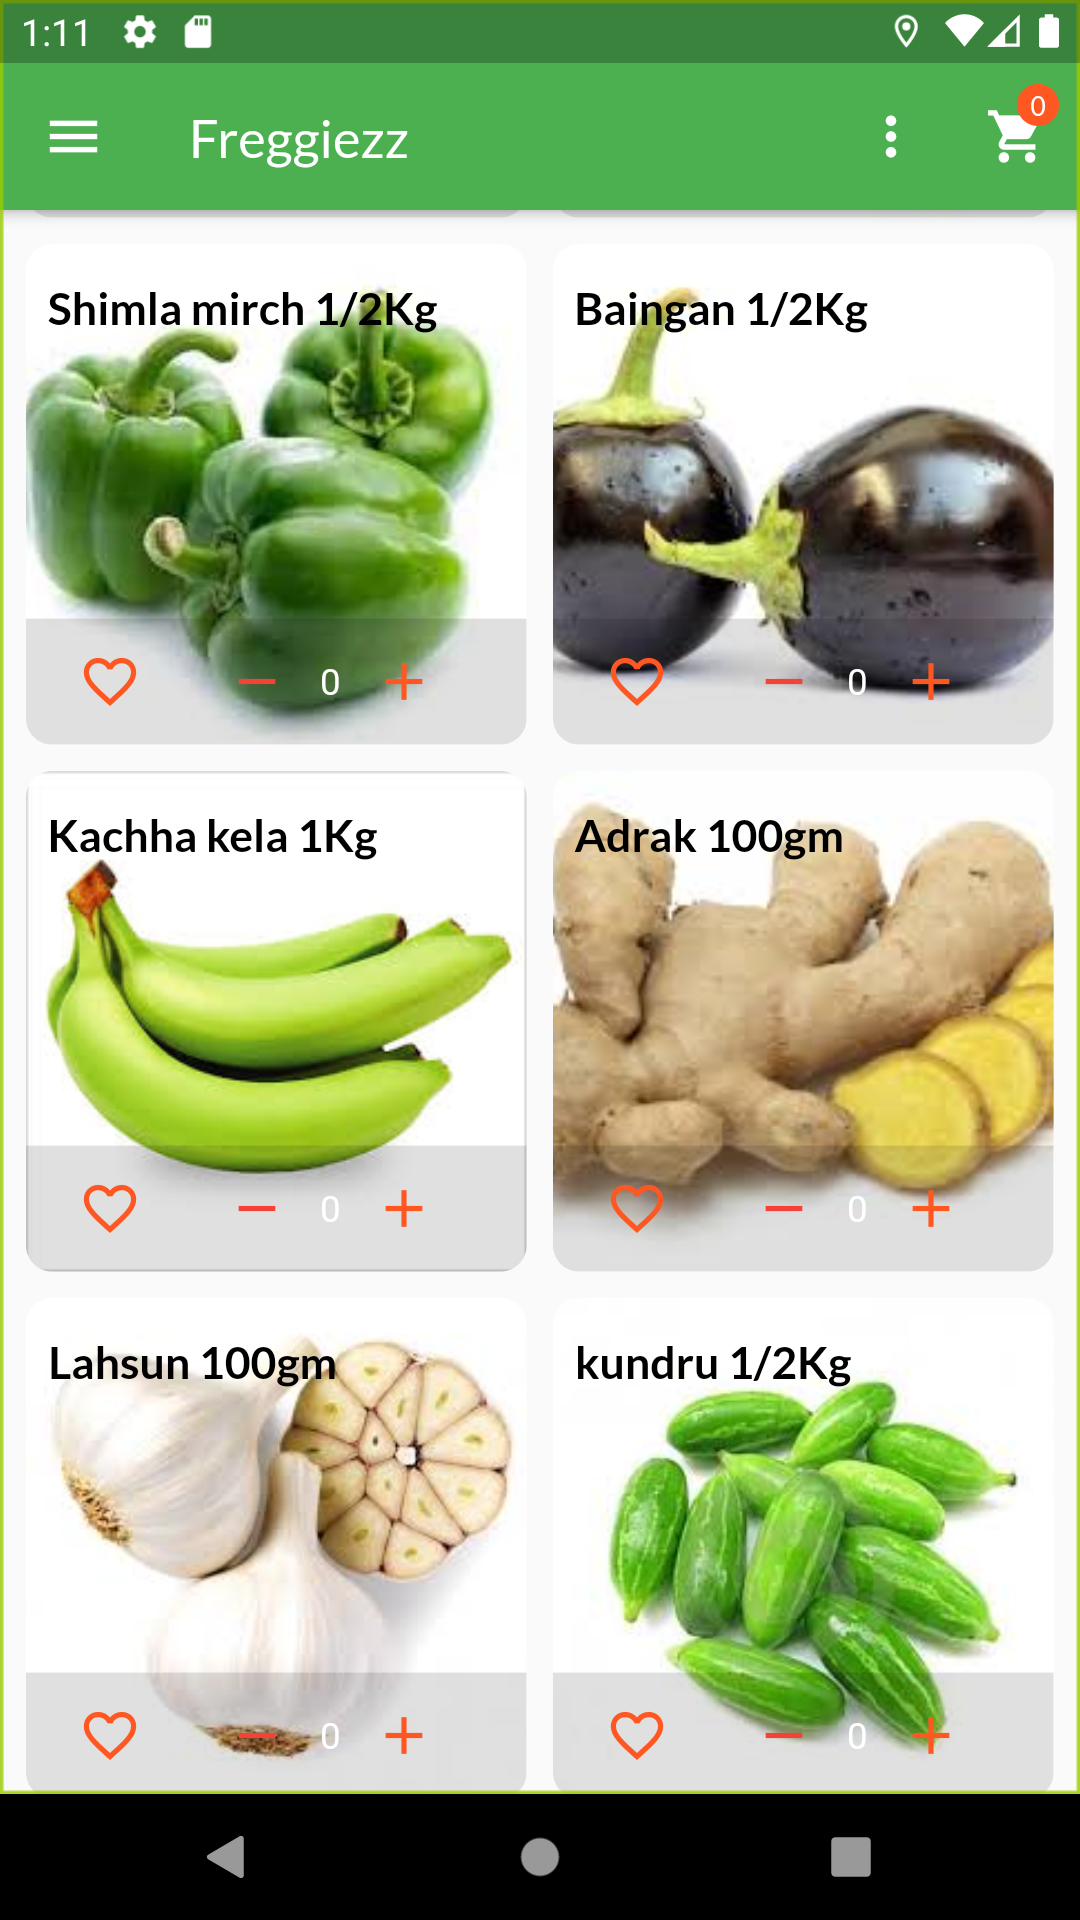 1:11
Freggiezz
0
Shimla mirch 1/2Kg
Baingan 1/2Kg
0
0
Kachha kela 1Kg
Adrak 100gm
0
0
Lahsun 100gm
kundru 1/2Kg
0
0